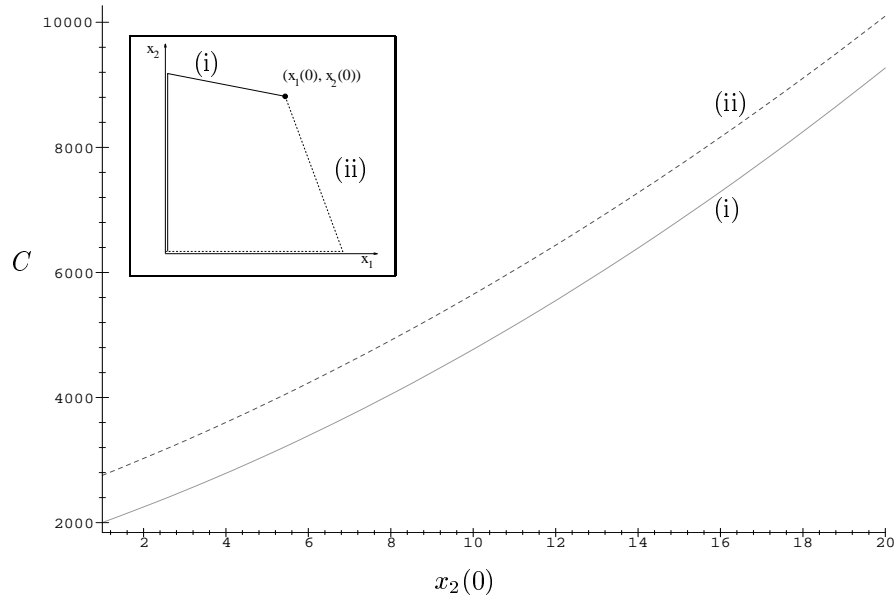 10000
8000
6000
4000
2000
C
x2
(i)
(x1(0), x2(0))
(ii)
x1
(ii)
(i)
2 4 6 8 10 12 14 16 18 20
x2(0)